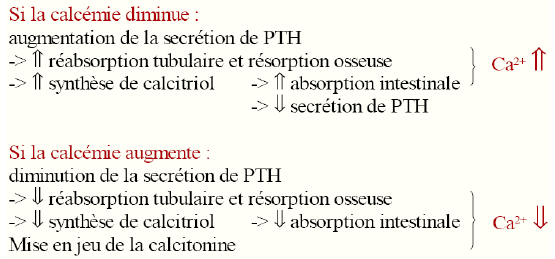 Si la calcémie diminue :
augmentation de la secrétion de PTH
-> ⇑ réabsorption tubulaire et résorption osseuse
-> ⇑ synthèse de calcitriol -> ⇑ absorption intestinale
-> ⇓ secrétion de PTH
Ca²⁺ ⇑
Si la calcémie augmente :
diminution de la secrétion de PTH
-> ⇓ réabsorption tubulaire et résorption osseuse
-> ⇓ synthèse de calcitriol -> ⇓ absorption intestinale
Mise en jeu de la calcitonine
Ca²⁺ ⇓